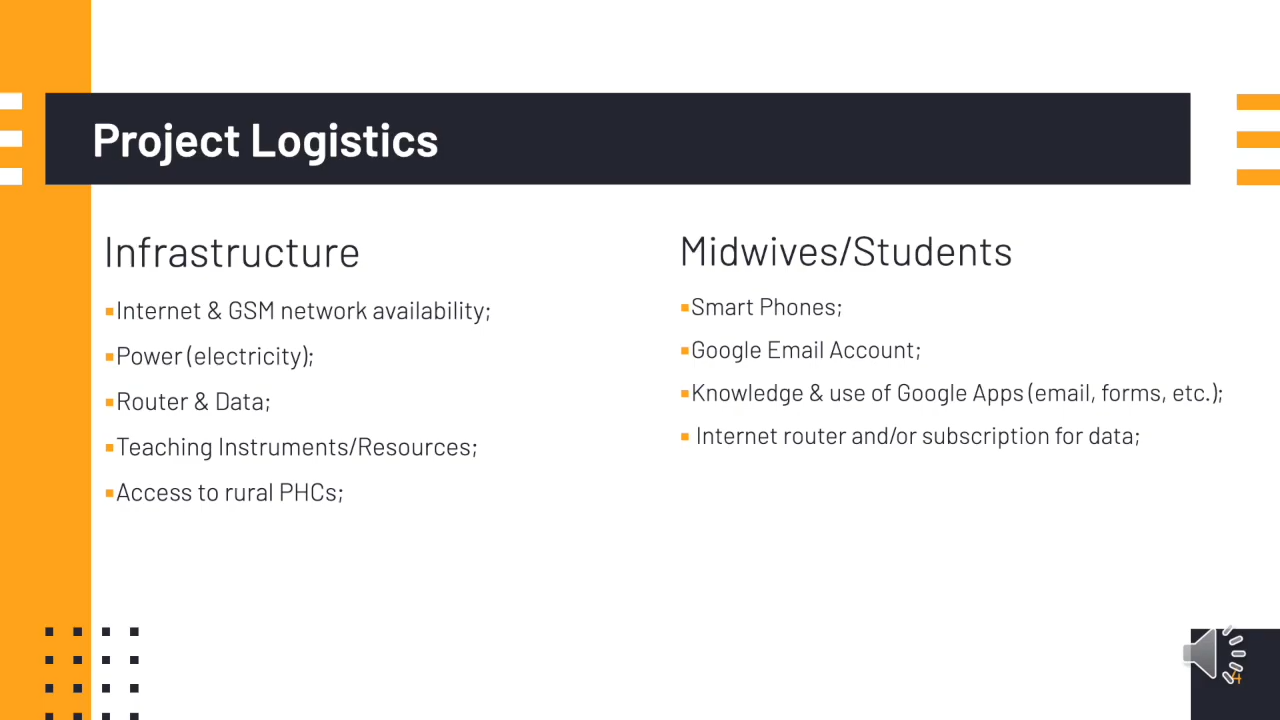 Project Logistics
Infrastructure
Internet & GSM network availability;
Power (electricity);
Router & Data;
Teaching Instruments/Resources;
Access to rural PHCs;
Midwives/Students
Smart Phones;
Google Email Account;
Knowledge & use of Google Apps (email, forms, etc.);
Internet router and/or subscription for data;